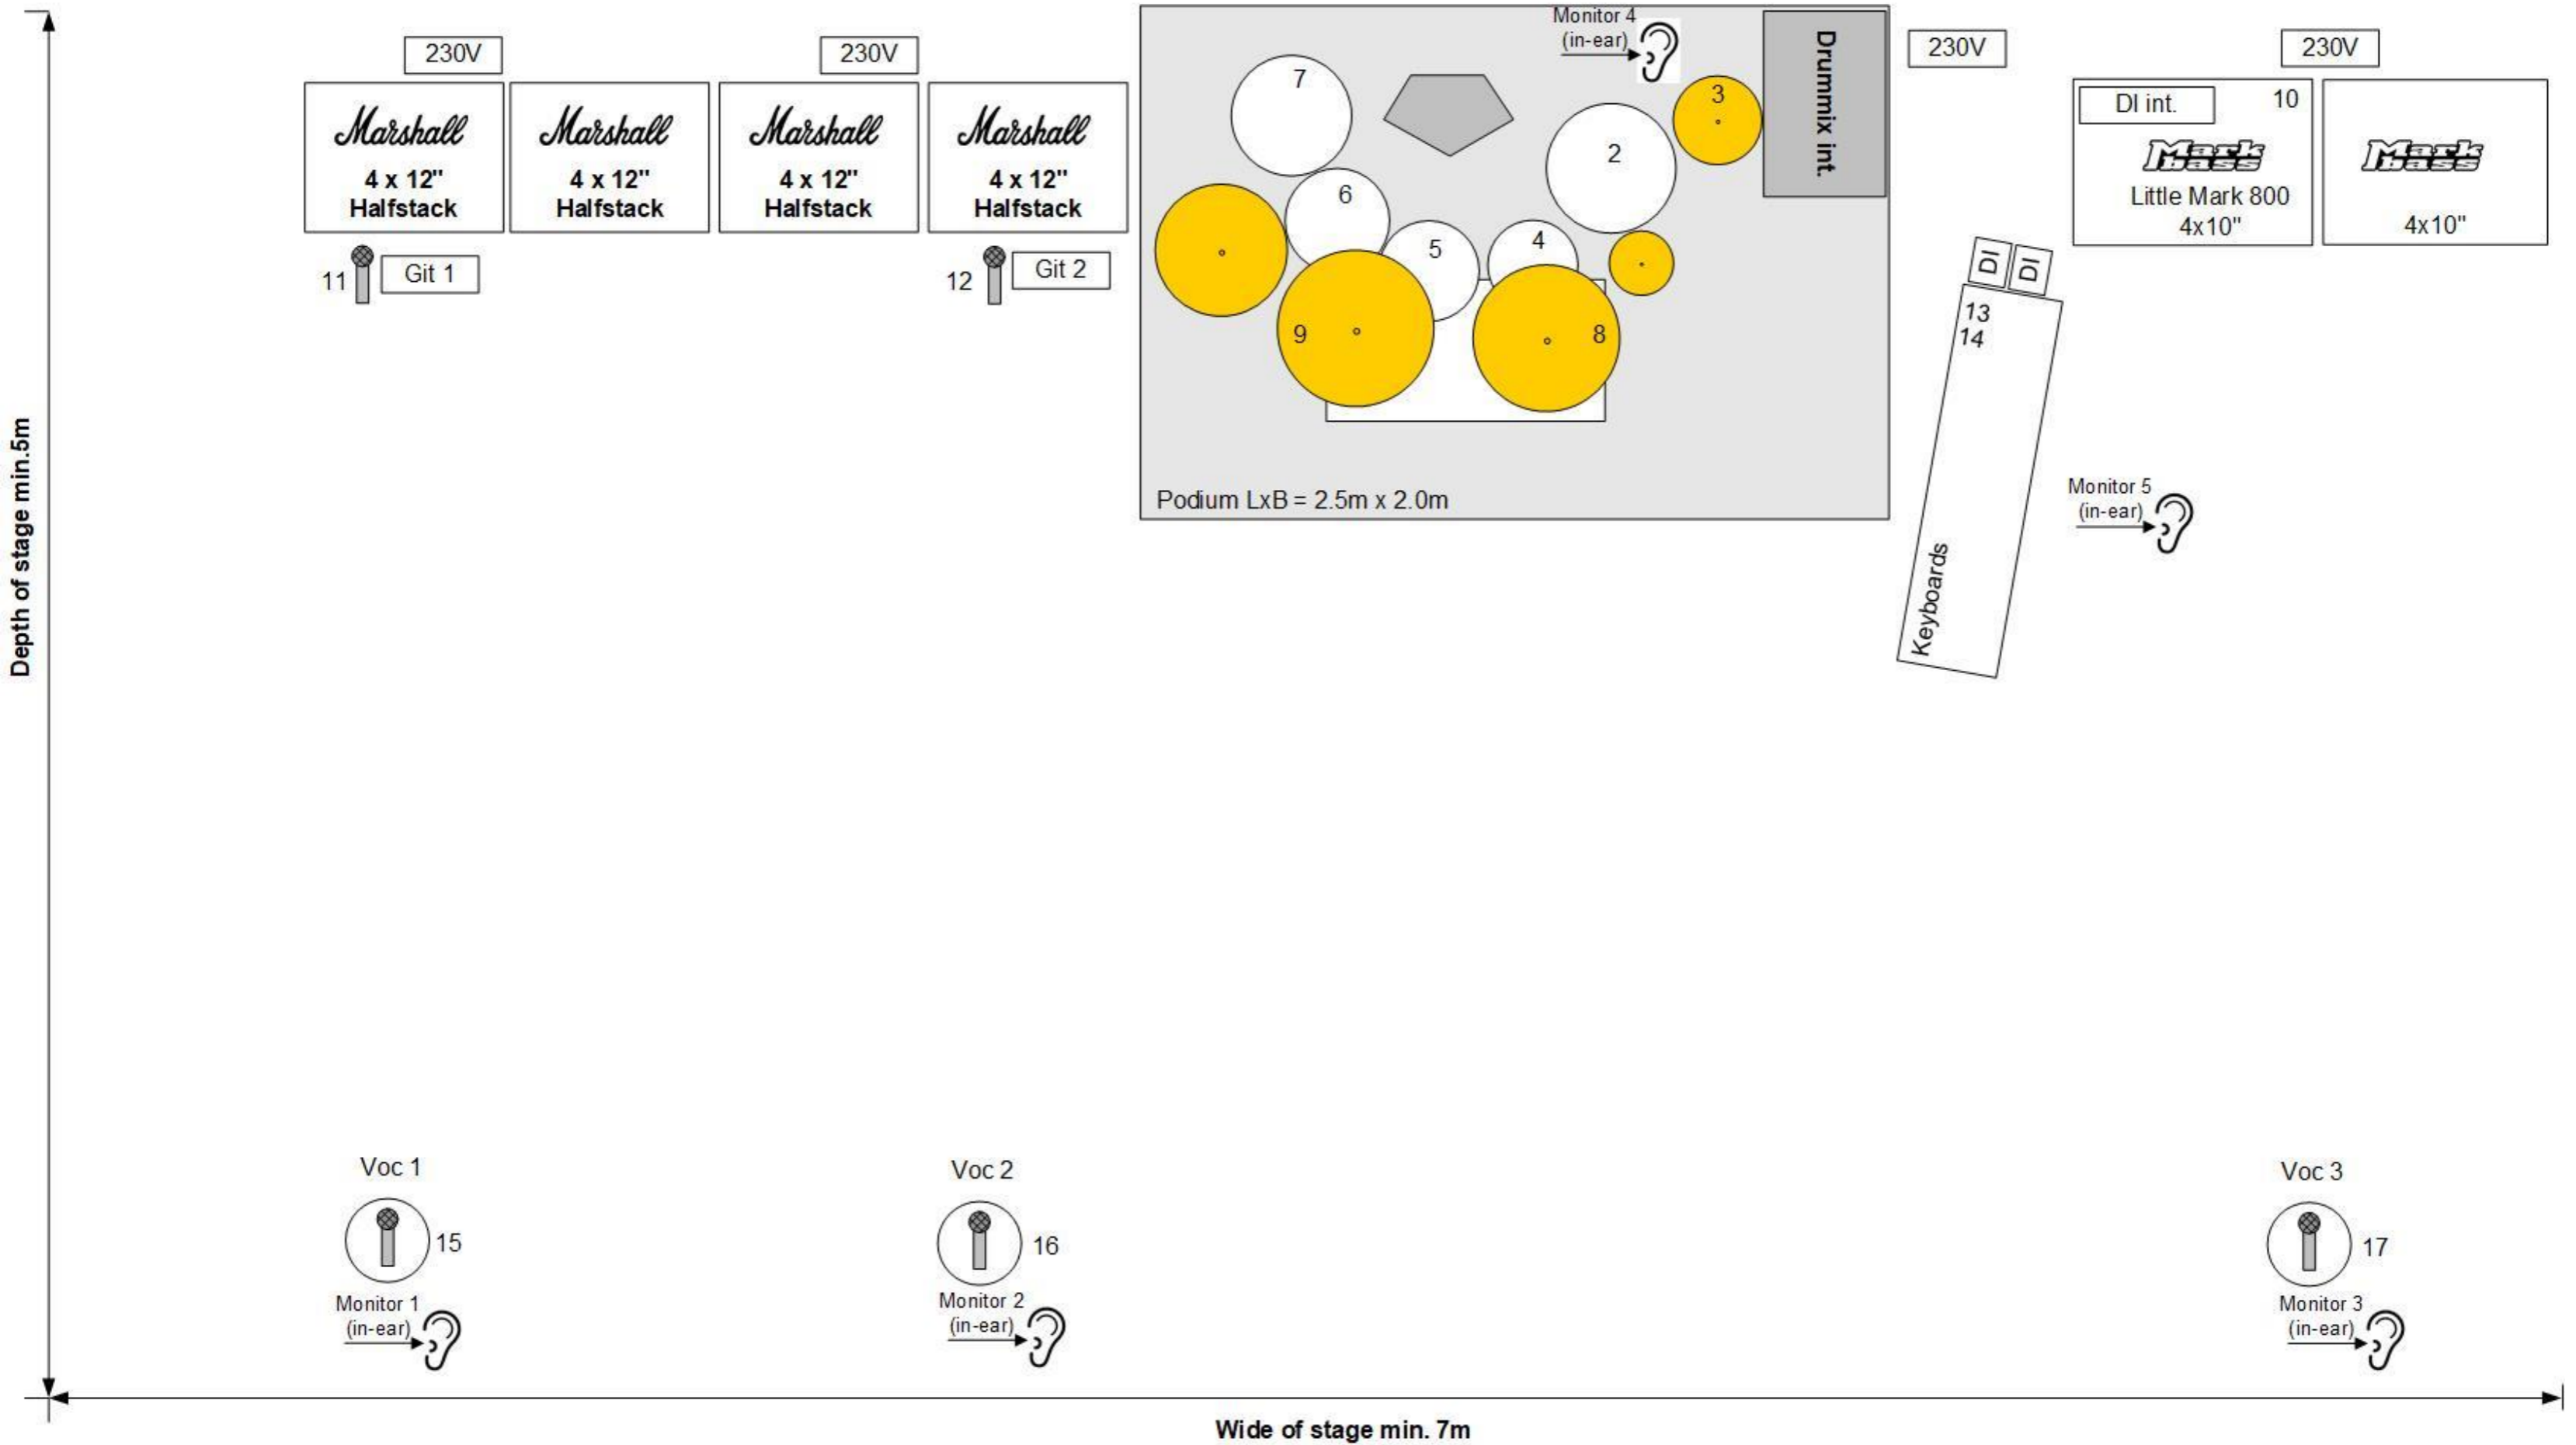 Monitor 4
(in-ear)
230V
230V
230V
230V
Marshall
4 x 12"
Halfstack
Marshall
4 x 12"
Halfstack
Marshall
4 x 12"
Halfstack
Marshall
4 x 12"
Halfstack
11
Git 1
12
Git 2
7
3
2
6
5
4
9
8
Drummix int.
Podium LxB = 2.5m x 2.0m
DI int.
10
Mark
bass
Little Mark 800
4x10"
Mark
bass
4x10"
DI
DI
13
14
Keyboards
Monitor 5
(in-ear)
Depth of stage min.5m
Voc 1
15
Monitor 1
(in-ear)
Voc 2
16
Monitor 2
(in-ear)
Voc 3
17
Monitor 3
(in-ear)
Wide of stage min. 7m